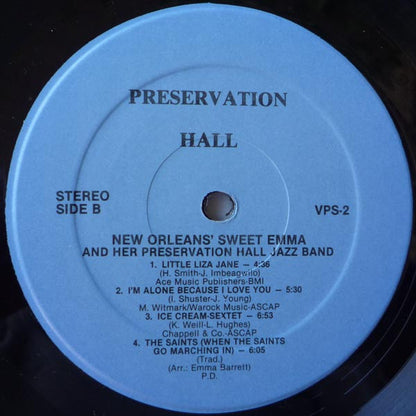 PRESERVATION
HALL
STEREO
SIDE B
VPS-2
NEW ORLEANS' SWEET EMMA
AND HER PRESERVATION HALL JAZZ BAND
1. LITTLE LIZA JANE — 4:36
(H. Smith-J. Imbeagwlio)
Ace Music Publishers-BMI
2. I'M ALONE BECAUSE I LOVE YOU — 5:30
(I. Shuster-J. Young)
M. Witmark/Warock Music-ASCAP
3. ICE CREAM-SEXTET — 6:53
(K. Weill-L. Hughes)
Chappell & Co.-ASCAP
4. THE SAINTS (WHEN THE SAINTS
GO MARCHING IN) — 6:05
(Trad.)
(Arr.: Emma Barrett)
P.D.